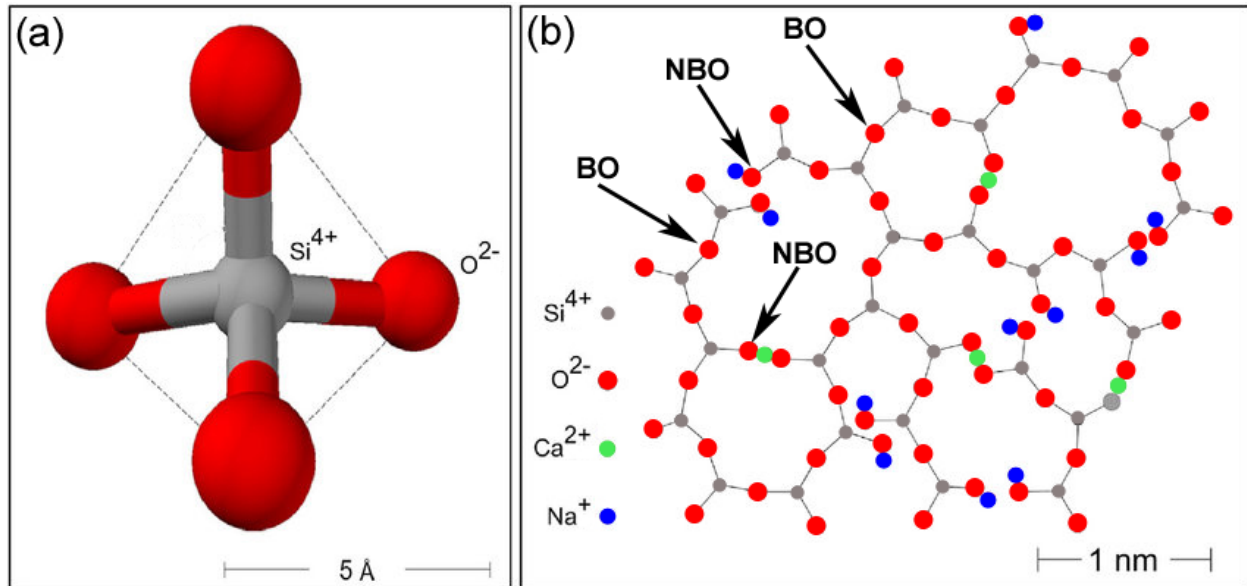 (a)
Si4+
O2-
5 Å
(b)
BO
NBO
BO
NBO
Si4+
O2-
Ca2+
Na+
1 nm